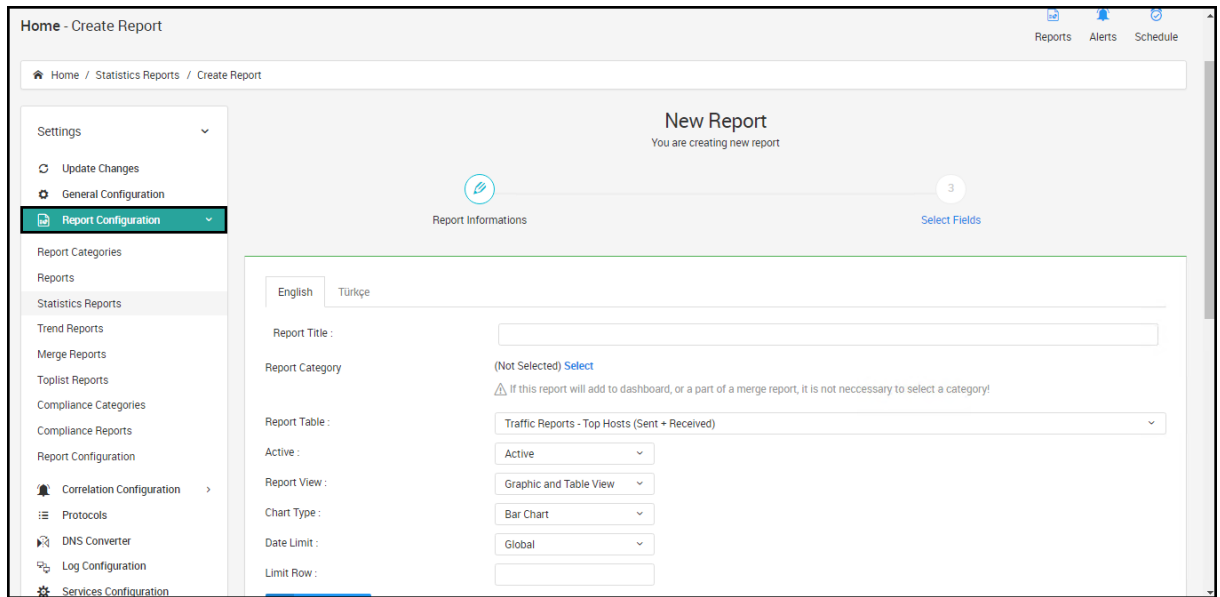 Home - Create Report
Reports Alerts Schedule
Home / Statistics Reports / Create Report
Settings
Update Changes
General Configuration
Report Configuration
Report Categories
Reports
Statistics Reports
Trend Reports
Merge Reports
Toplist Reports
Compliance Categories
Compliance Reports
Report Configuration
Correlation Configuration
Protocols
DNS Converter
Log Configuration
Services Configuration
New Report
You are creating new report
3
Report Informations
Select Fields
English Türkçe
Report Title :
Report Category (Not Selected) Select
If this report will add to dashboard, or a part of a merge report, it is not neccessary to select a category!
Report Table : Traffic Reports - Top Hosts (Sent + Received)
Active : Active
Report View : Graphic and Table View
Chart Type : Bar Chart
Date Limit : Global
Limit Row :